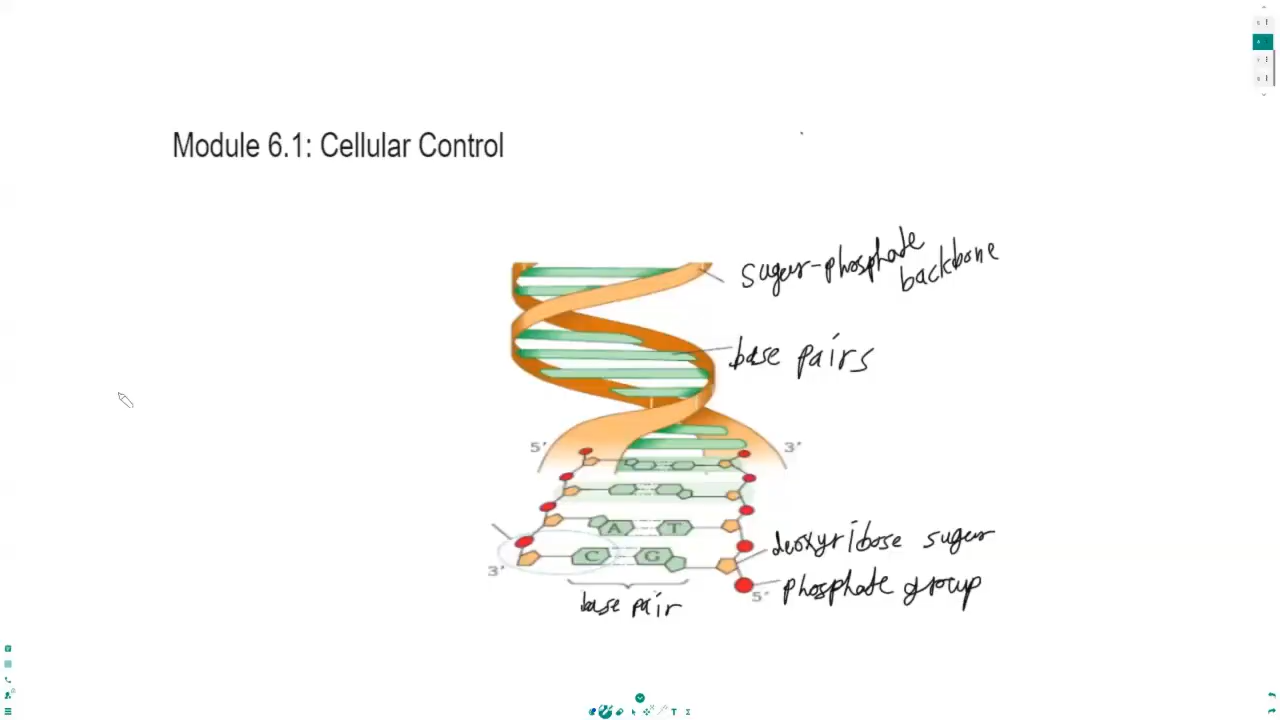 Module 6.1: Cellular Control
sugar-phosphate
backbone
base pairs
5'
3'
A
T
C
G
3'
5'
deoxyribose sugar
phosphate group
base pair